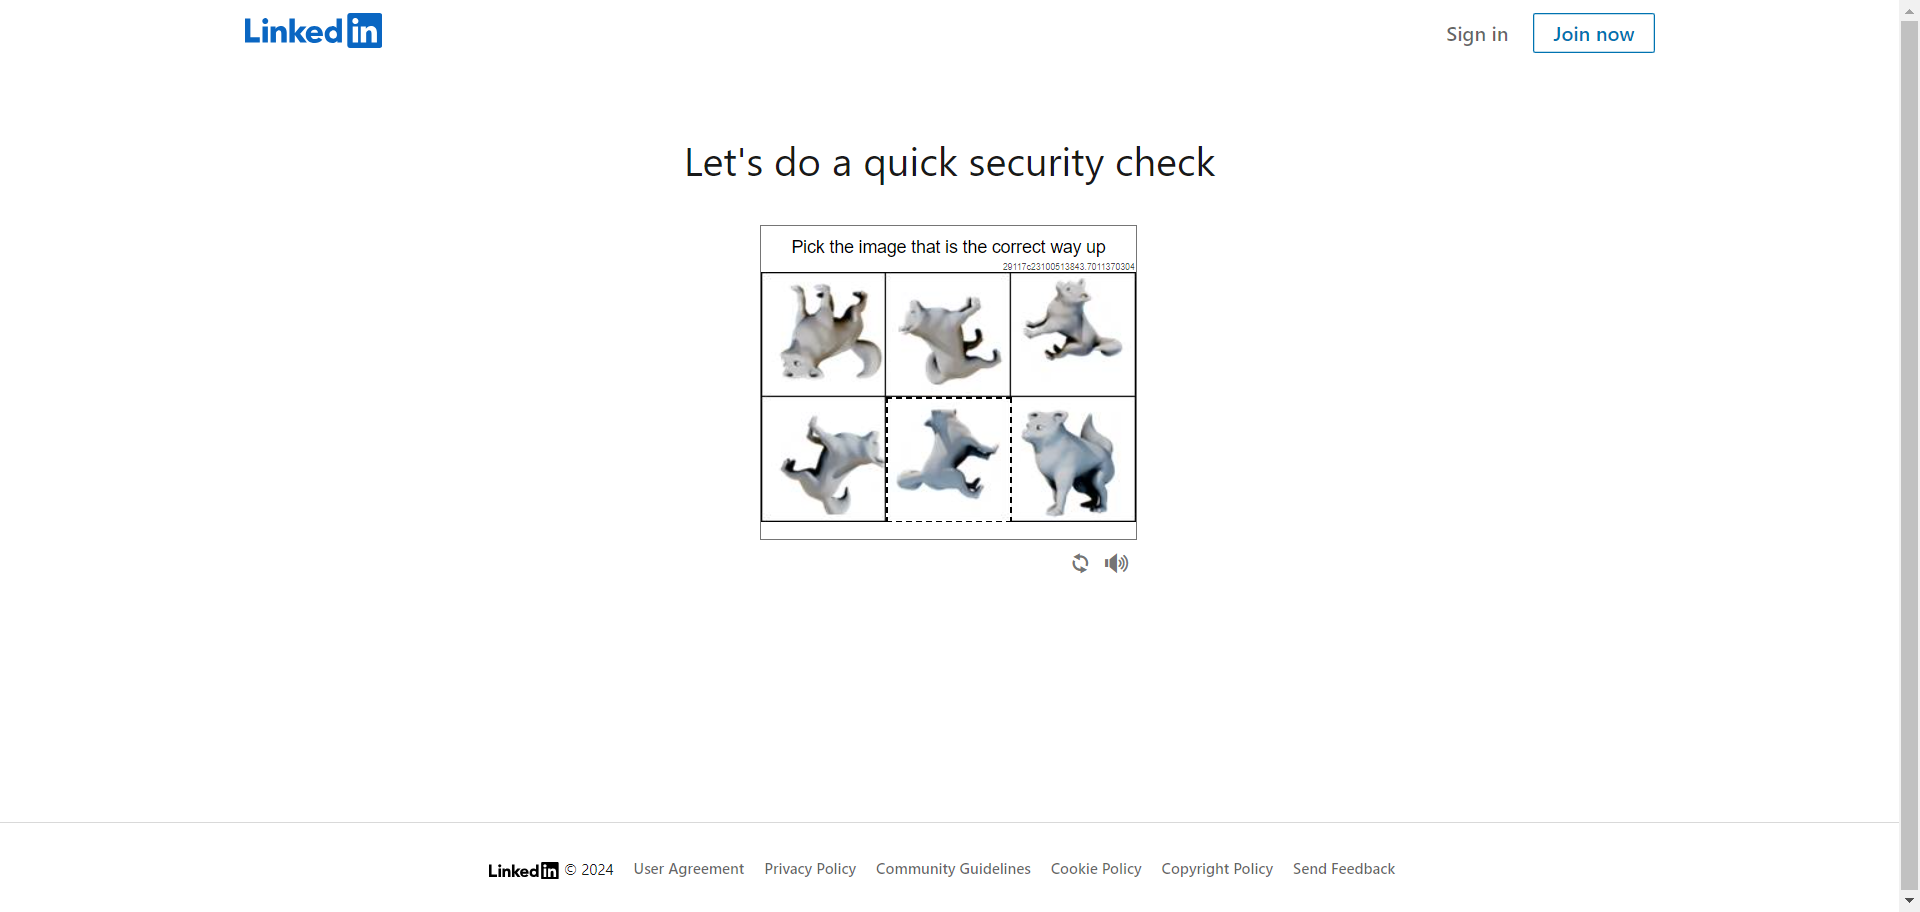 Linked in
Sign in
Join now
Let's do a quick security check
Pick the image that is the correct way up
29117c23100513843.7011370304
Linked in © 2024 User Agreement Privacy Policy Community Guidelines Cookie Policy Copyright Policy Send Feedback